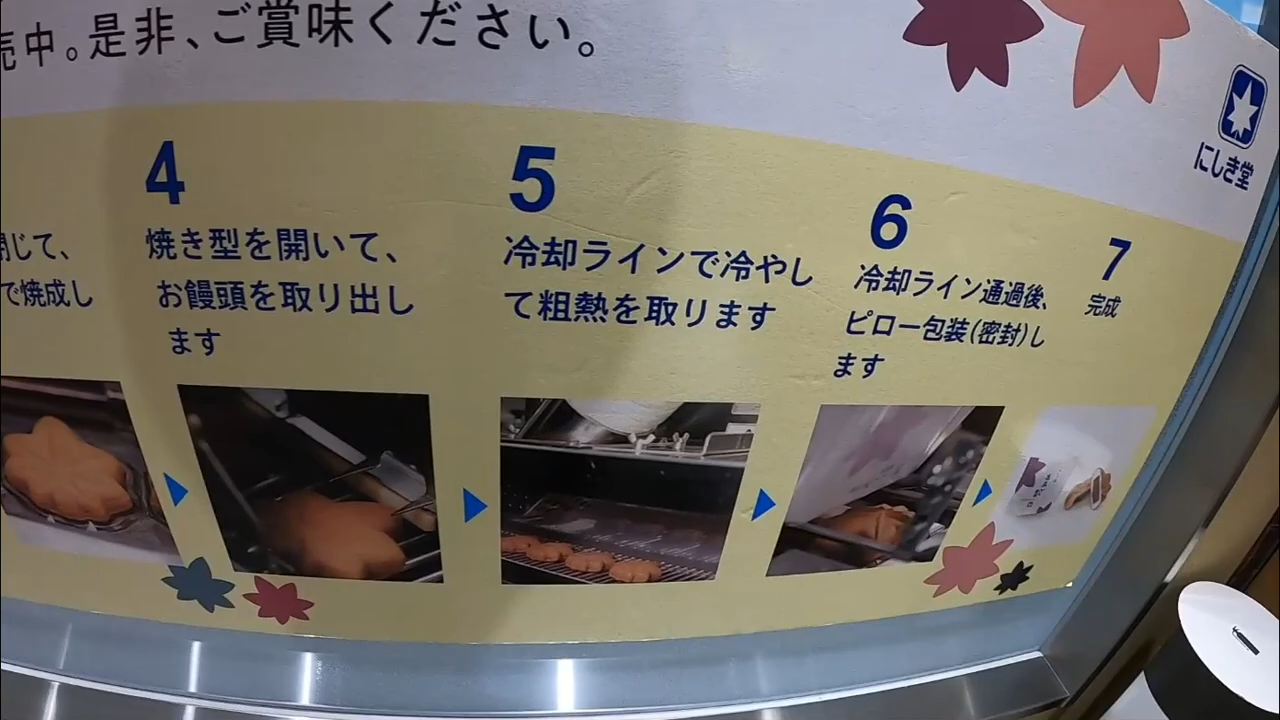 売中。是非、ご賞味ください。
にしき堂
4
焼き型を開いて、
お饅頭を取り出し
ます
5
冷却ラインで冷やし
て粗熱を取ります
6
冷却ライン通過後、
ピロー包装(密封)し
ます
7
完成
閉じて、
で焼成し